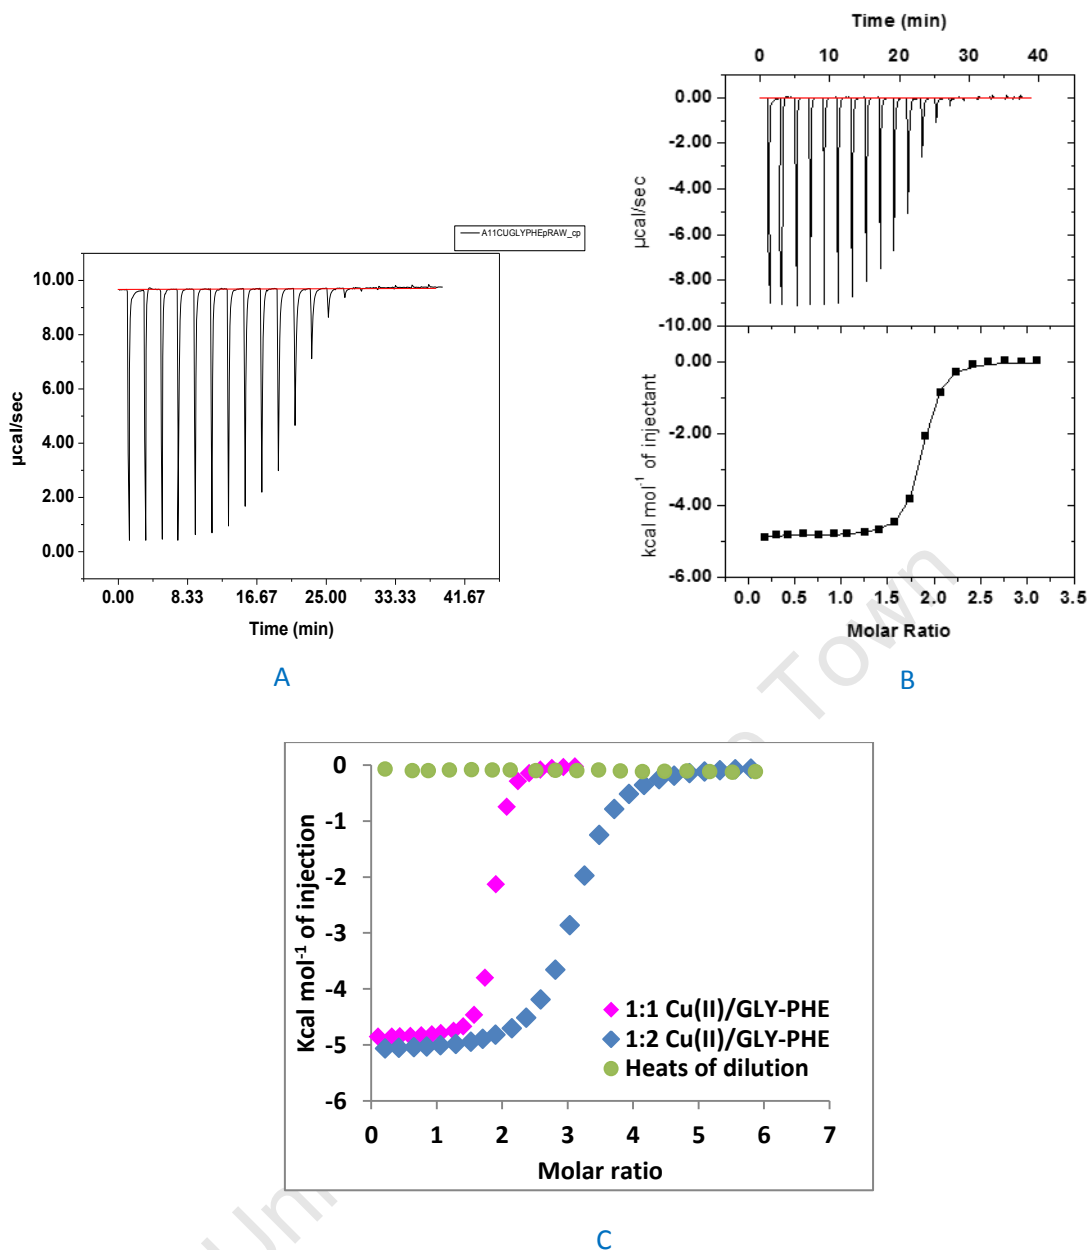 Time (min)
0 10 20 30 40
0.00
-2.00
-4.00
-6.00
-8.00
-10.00
µcal/sec
A11CUGLYPHEpRAW_cp
10.00
8.00
6.00
4.00
2.00
0.00
µcal/sec
0.00 8.33 16.67 25.00 33.33 41.67
Time (min)
A
0.00
-2.00
-4.00
-6.00
kcal mol-1 of injectant
0.0 0.5 1.0 1.5 2.0 2.5 3.0 3.5
Molar Ratio
B
Town
0
-1
-2
-3
-4
-5
-6
Kcal mol-1 of injection
1:1 Cu(II)/GLY-PHE
1:2 Cu(II)/GLY-PHE
Heats of dilution
0 1 2 3 4 5 6 7
Molar ratio
C